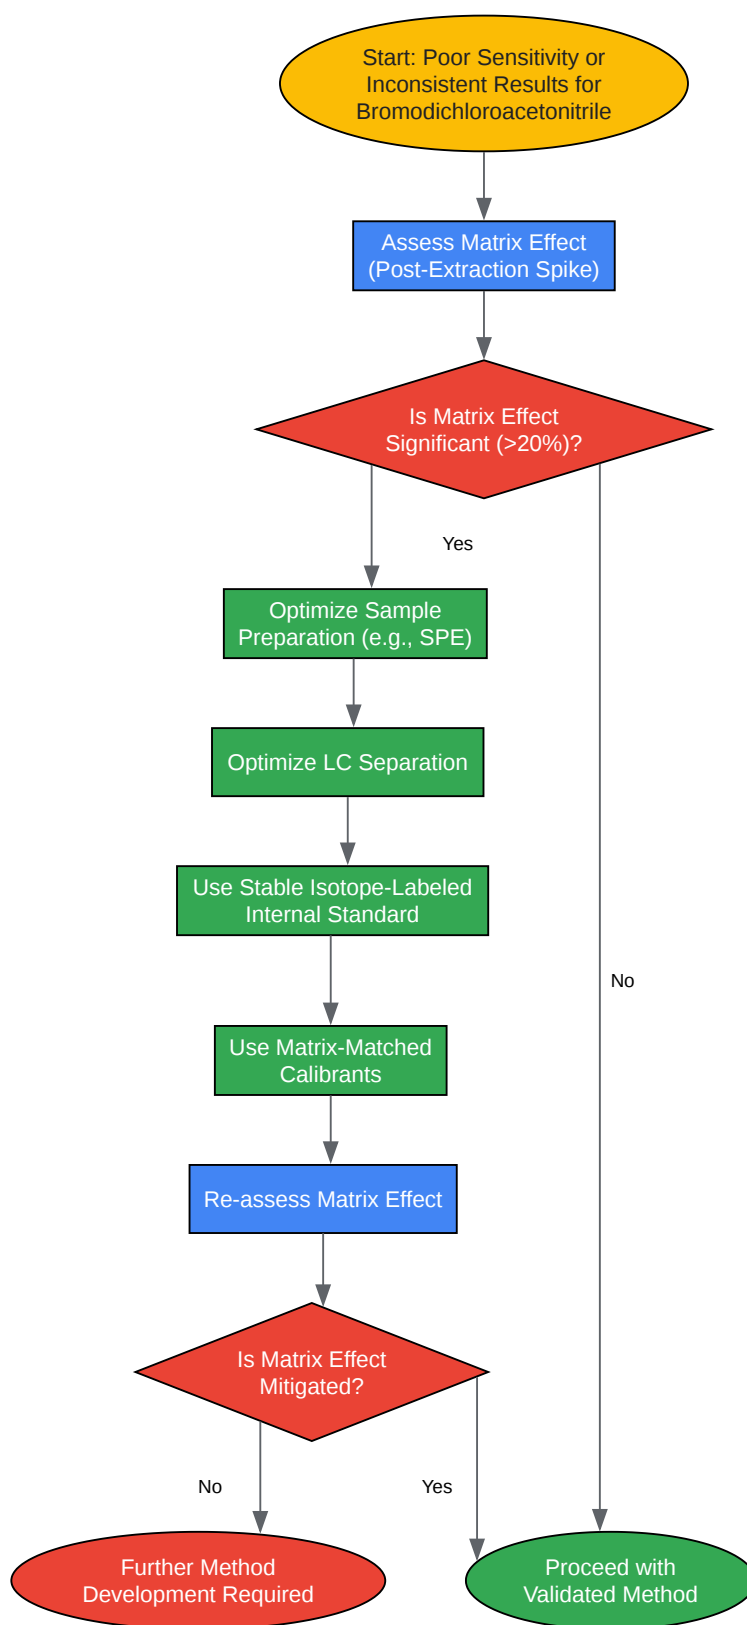 Start: Poor Sensitivity or
Inconsistent Results for
Bromodichloroacetonitrile
Assess Matrix Effect
(Post-Extraction Spike)
Is Matrix Effect
Significant (>20%)?
Yes
Optimize Sample
Preparation (e.g., SPE)
Optimize LC Separation
Use Stable Isotope-Labeled
Internal Standard
No
Use Matrix-Matched
Calibrants
Re-assess Matrix Effect
Is Matrix Effect
Mitigated?
No
Yes
Further Method
Development Required
Proceed with
Validated Method